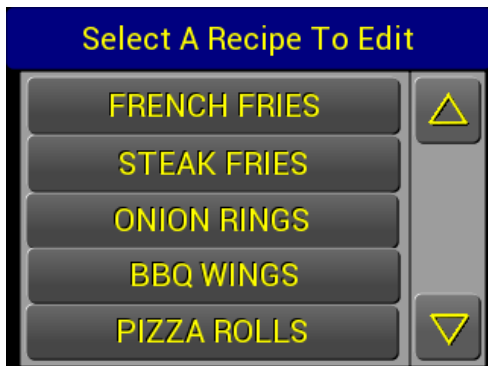 Select A Recipe To Edit
FRENCH FRIES
STEAK FRIES
ONION RINGS
BBQ WINGS
PIZZA ROLLS